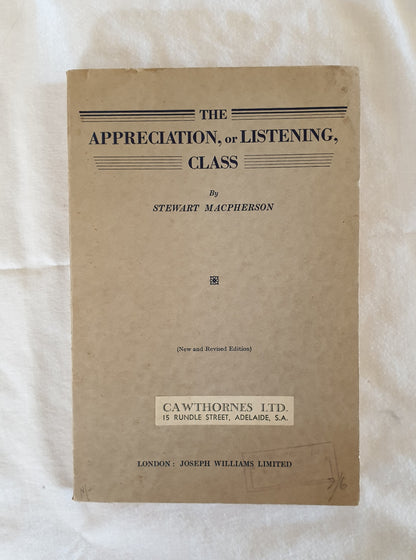 THE
APPRECIATION, or LISTENING,
CLASS
By
STEWART MACPHERSON
(New and Revised Edition)
CAWTHORNES LTD.
15 RUNDLE STREET, ADELAIDE, S.A.
LONDON: JOSEPH WILLIAMS LIMITED